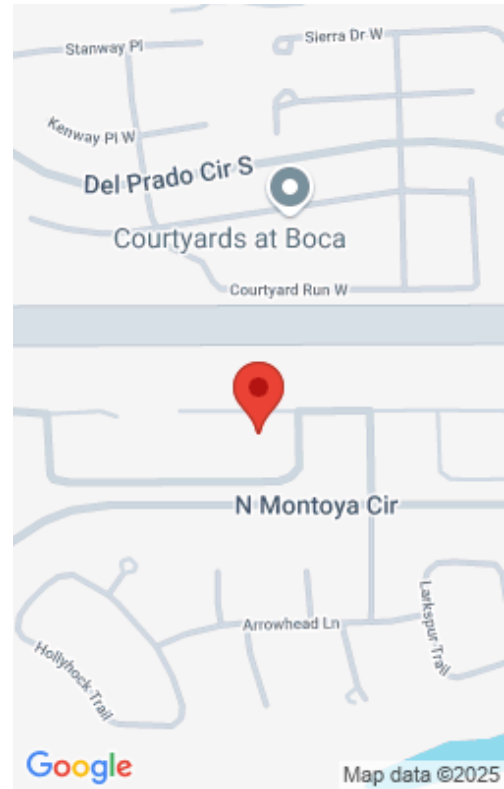 Sierra Dr W
Stanway Pl
Kenway Pl W
Del Prado Cir S
Courtyards at Boca
Courtyard Run W
N Montoya Cir
Arrowhead Ln
Larkspur Trail
Hollyhock Trail
Google
Map data ©2025